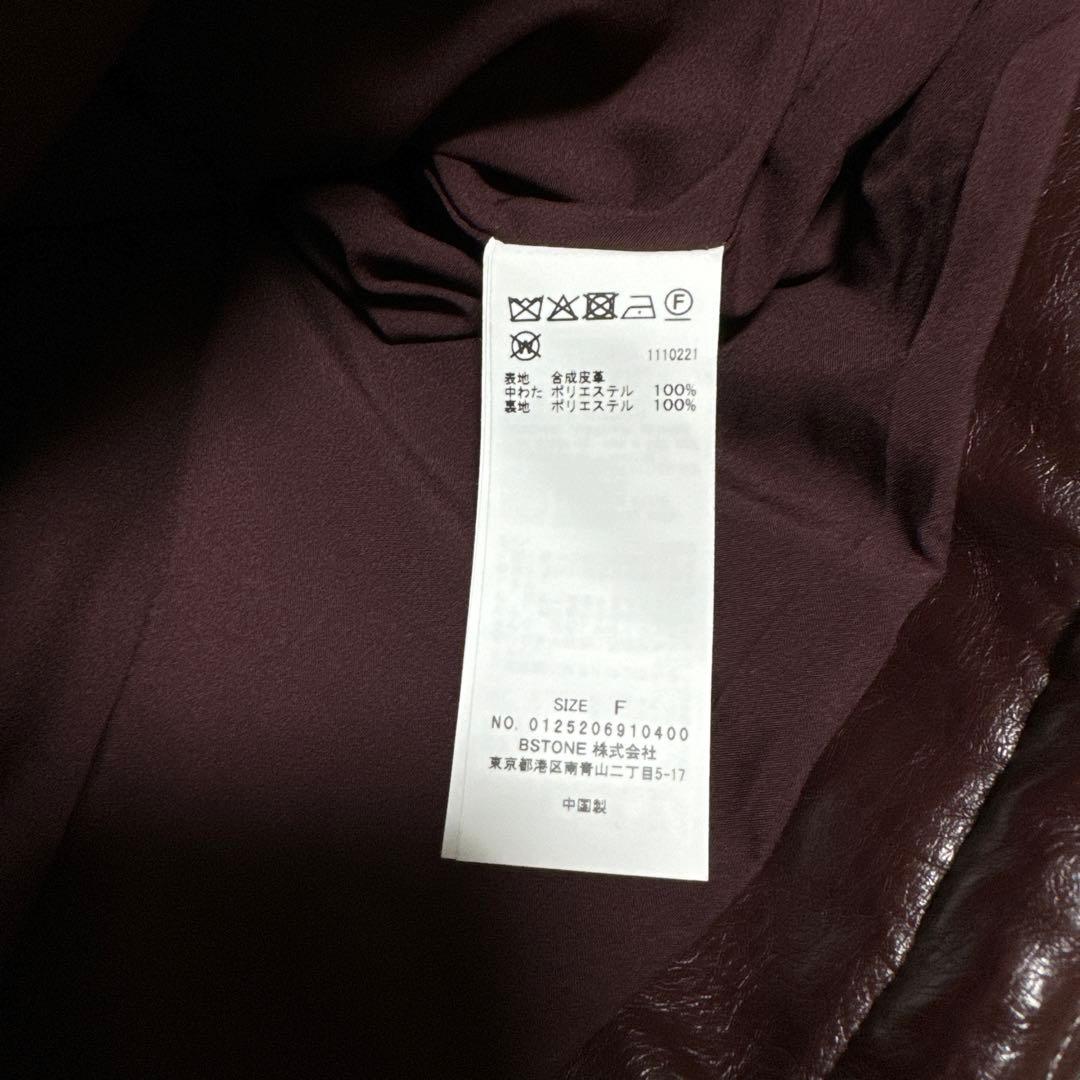 F
W
1110221
表地 合成皮革
中わた ポリエステル 100%
裏地 ポリエステル 100%
SIZE F
NO. 0125206910400
BSTONE 株式会社
東京都港区南青山二丁目5-17
中国製